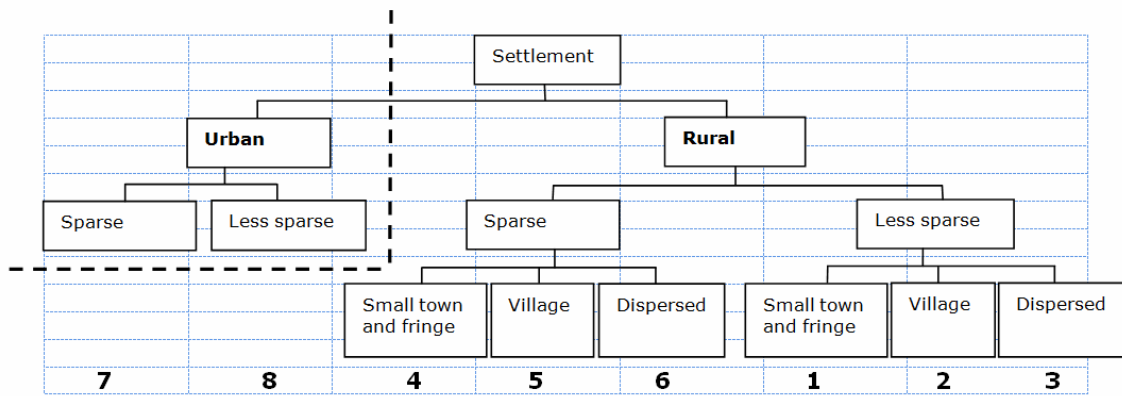 Settlement
Urban
Rural
Sparse
Less sparse
Sparse
Less sparse
Small town
and fringe
Village
Dispersed
Small town
and fringe
Village
Dispersed
7 8 4 5 6 1 2 3